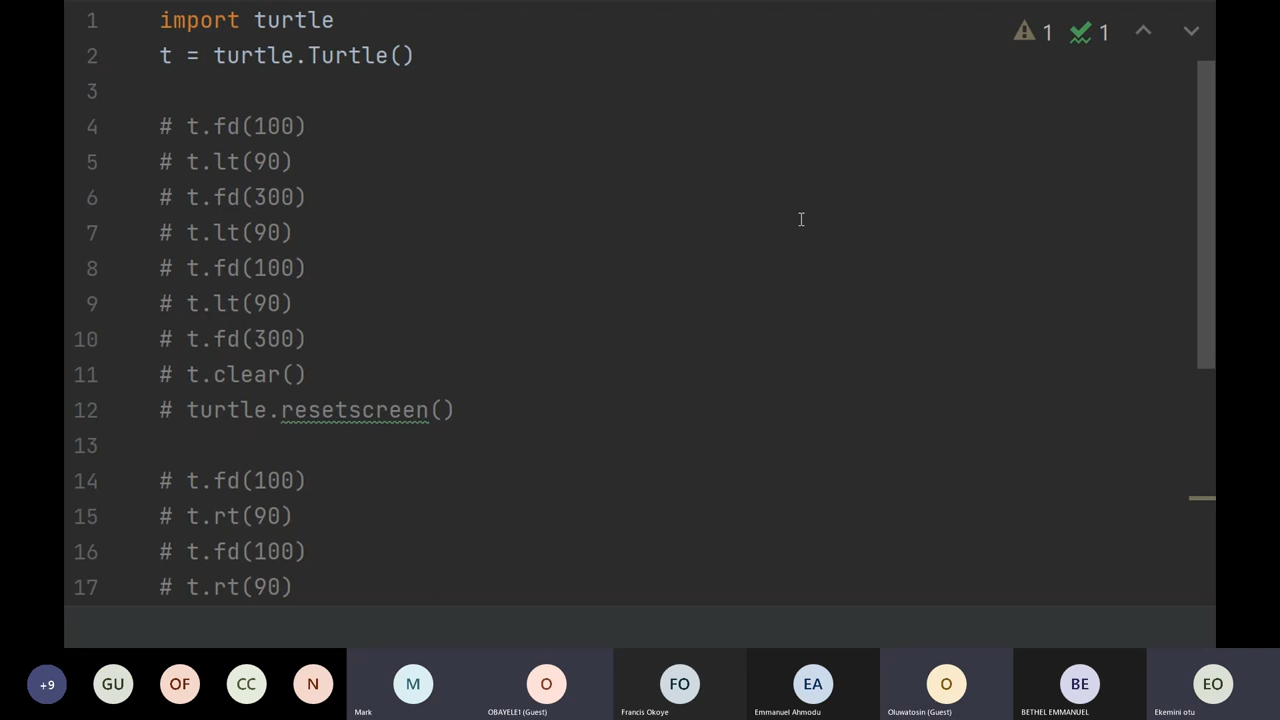 1 import turtle
2 t = turtle.Turtle()
3
4 # t.fd(100)
5 # t.lt(90)
6 # t.fd(300)
7 # t.lt(90)
8 # t.fd(100)
9 # t.lt(90)
10 # t.fd(300)
11 # t.clear()
12 # turtle.resetscreen()
13
14 # t.fd(100)
15 # t.rt(90)
16 # t.fd(100)
17 # t.rt(90)
1 1
+9 GU OF CC N M O FO EA O BE EO
Mark OBAYELE1 (Guest) Francis Okoye Emmanuel Ahmodu Oluwatosin (Guest) BETHEL EMMANUEL Ekemini otu